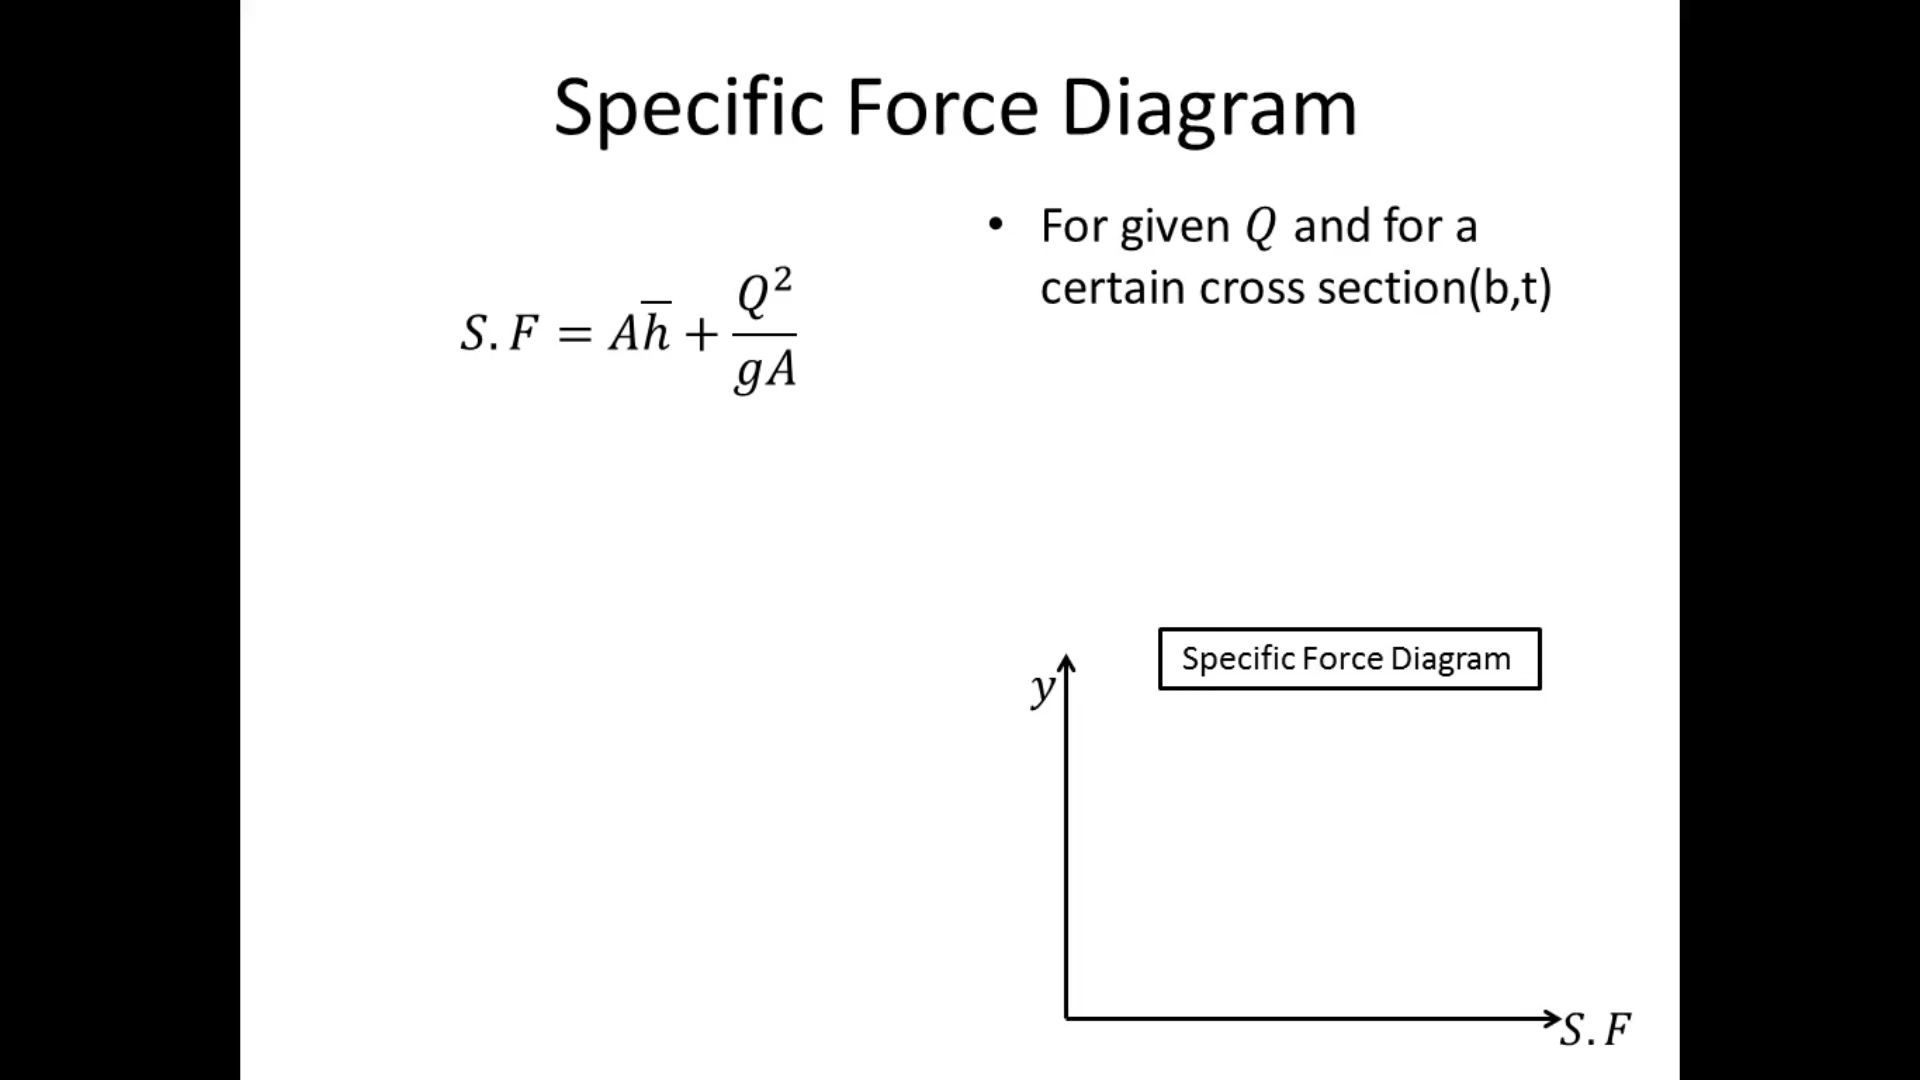 Specific Force Diagram
• For given Q and for a
certain cross section(b,t)
S.F = Ah̅ + Q²/gA
Specific Force Diagram
y
S.F